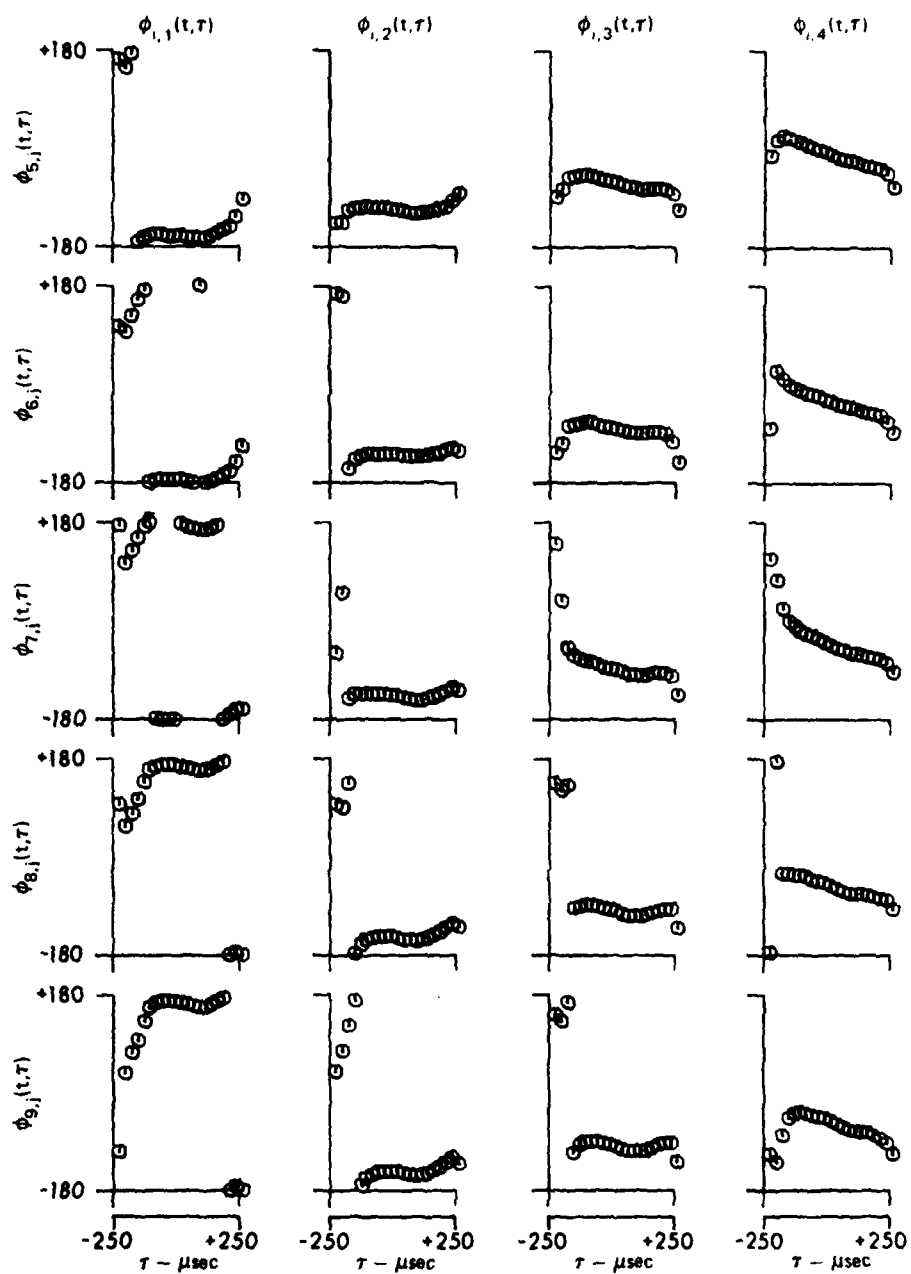 ϕi,1(t,τ) ϕi,2(t,τ) ϕi,3(t,τ) ϕi,4(t,τ)
+180
ϕ5,j(t,τ)
-180
+180
ϕ6,j(t,τ)
-180
+180
ϕ7,j(t,τ)
-180
+180
ϕ8,j(t,τ)
-180
+180
ϕ9,j(t,τ)
-180
-250 +250 -250 +250 -250 +250 -250 +250
τ – μsec τ – μsec τ – μsec τ – μsec